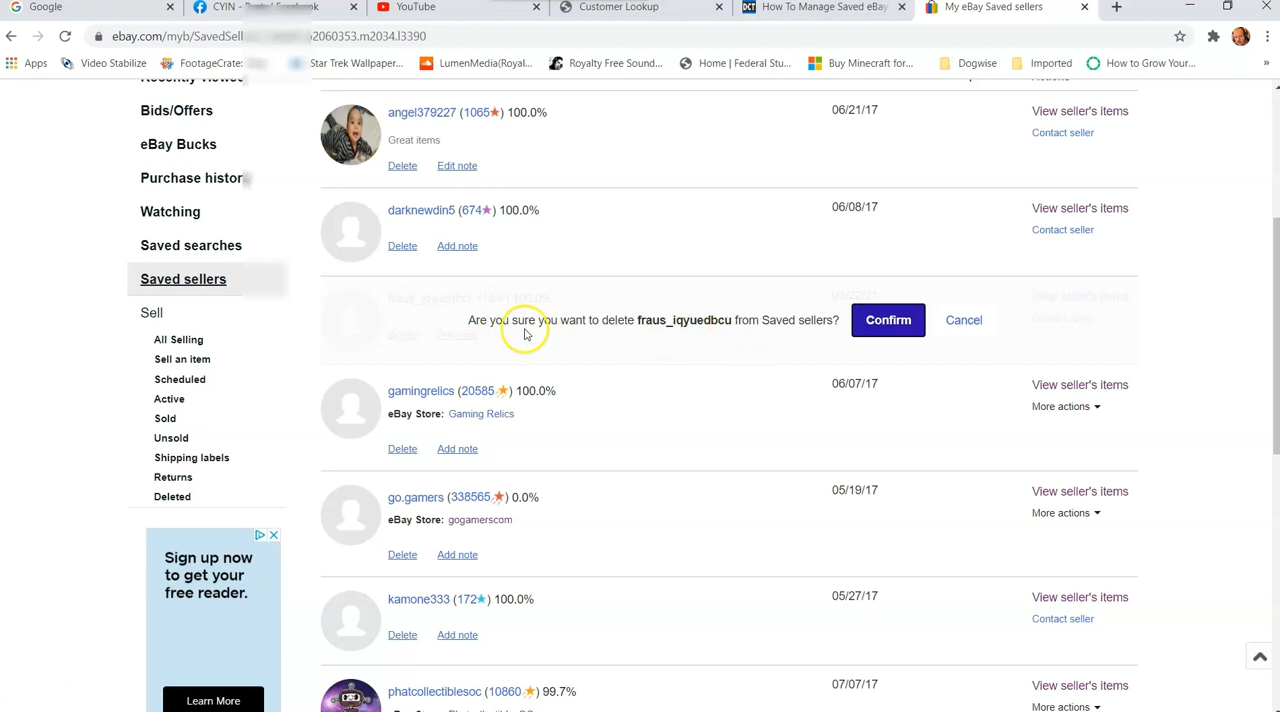 Google
CYIN -
YouTube
Customer Lookup
How To Manage Saved eBay
My eBay Saved sellers
ebay.com/myb/SavedSell
2060353.m2034.l3390
Apps
Video Stabilize
FootageCrate:
Star Trek Wallpaper...
LumenMedia(Royal...
Royalty Free Sound...
Home | Federal Stu...
Buy Minecraft for...
Dogwise
Imported
How to Grow Your...
»
Recently viewed
Bids/Offers
eBay Bucks
Purchase history
Watching
Saved searches
Saved sellers
Sell
All Selling
Sell an item
Scheduled
Active
Sold
Unsold
Shipping labels
Returns
Deleted
Sign up now
to get your
free reader.
Learn More
angel379227 (1065) 100.0%
06/21/17
View seller's items
Great items
Contact seller
Delete
Edit note
darknewdin5 (674) 100.0%
06/08/17
View seller's items
Contact seller
Delete
Add note
Are you sure you want to delete fraus_iqyuedbcu from Saved sellers?
Confirm
Cancel
gamingrelics (20585) 100.0%
06/07/17
View seller's items
eBay Store: Gaming Relics
More actions
Delete
Add note
go.gamers (338565) 0.0%
05/19/17
View seller's items
eBay Store: gogamerscom
More actions
Delete
Add note
kamone333 (172) 100.0%
05/27/17
View seller's items
Contact seller
Delete
Add note
phatcollectiblesoc (10860) 99.7%
07/07/17
View seller's items
More actions